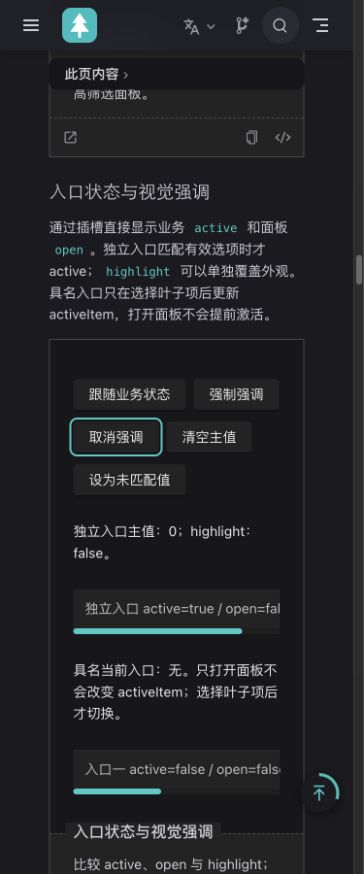 此页内容 ›
高筛选面板。
入口状态与视觉强调
通过插槽直接显示业务 active 和面板
open 。独立入口匹配有效选项时才
active； highlight 可以单独覆盖外观。
具名入口只在选择叶子项后更新
activeItem，打开面板不会提前激活。
跟随业务状态 强制强调
取消强调 清空主值
设为未匹配值
独立入口主值：0；highlight：
false。
独立入口 active=true / open=fal
具名当前入口：无。只打开面板不
会改变 activeItem；选择叶子项后
才切换。
入口一 active=false / open=fals
入口状态与视觉强调
比较 active、open 与 highlight；